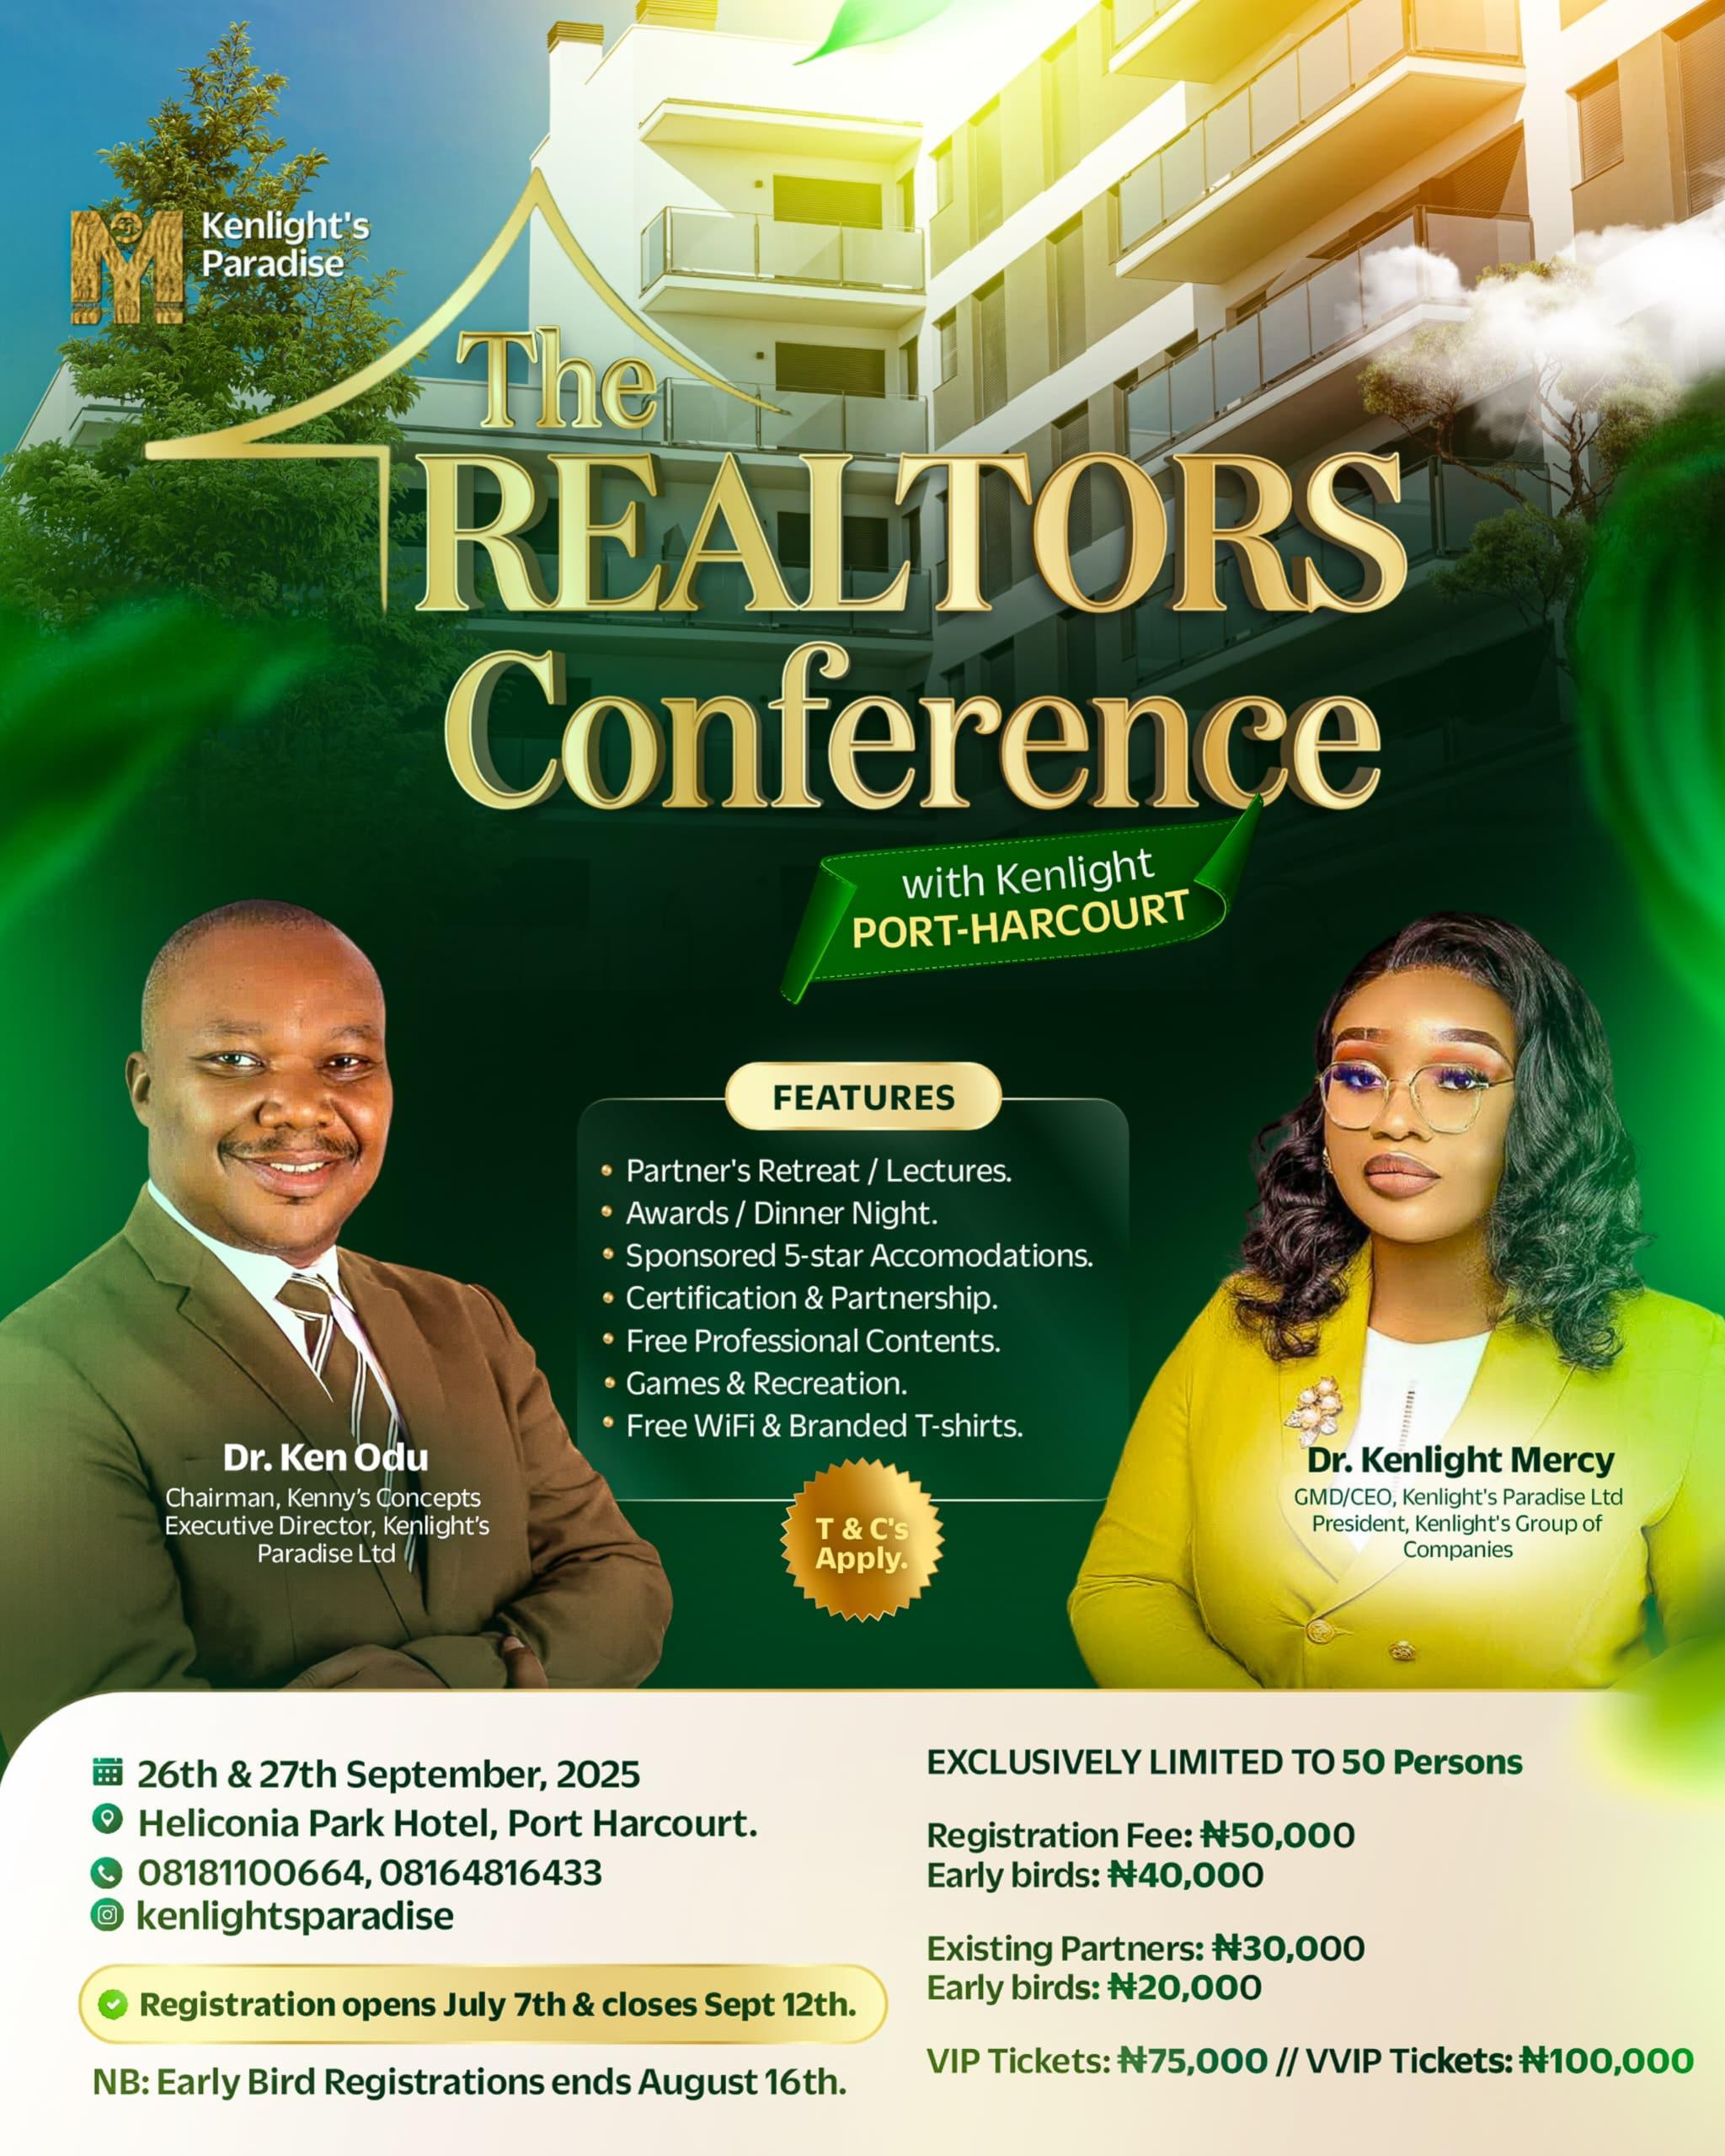 Kenlight's
Paradise
The
REALTORS
Conference
with Kenlight
PORT-HARCOURT
FEATURES
• Partner's Retreat / Lectures.
• Awards / Dinner Night.
• Sponsored 5-star Accomodations.
• Certification & Partnership.
• Free Professional Contents.
• Games & Recreation.
• Free WiFi & Branded T-shirts.
T & C's
Apply.
Dr. Ken Odu
Chairman, Kenny's Concepts
Executive Director, Kenlight's
Paradise Ltd
Dr. Kenlight Mercy
GMD/CEO, Kenlight's Paradise Ltd
President, Kenlight's Group of
Companies
26th & 27th September, 2025
Heliconia Park Hotel, Port Harcourt.
08181100664, 08164816433
kenlightsparadise
Registration opens July 7th & closes Sept 12th.
NB: Early Bird Registrations ends August 16th.
EXCLUSIVELY LIMITED TO 50 Persons
Registration Fee: ₦50,000
Early birds: ₦40,000
Existing Partners: ₦30,000
Early birds: ₦20,000
VIP Tickets: ₦75,000 // VVIP Tickets: ₦100,000